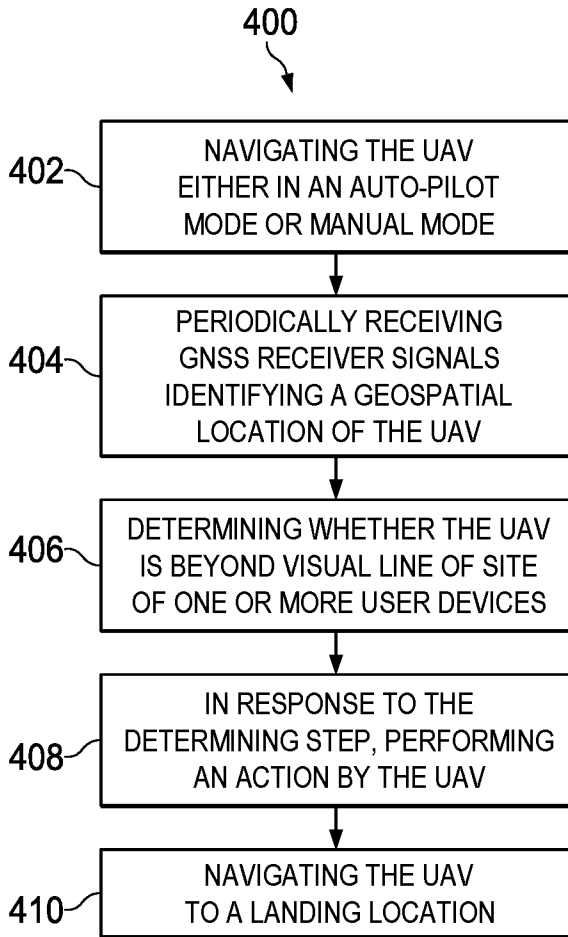 400
402
NAVIGATING THE UAV
EITHER IN AN AUTO-PILOT
MODE OR MANUAL MODE
404
PERIODICALLY RECEIVING
GNSS RECEIVER SIGNALS
IDENTIFYING A GEOSPATIAL
LOCATION OF THE UAV
406
DETERMINING WHETHER THE UAV
IS BEYOND VISUAL LINE OF SITE
OF ONE OR MORE USER DEVICES
408
IN RESPONSE TO THE
DETERMINING STEP, PERFORMING
AN ACTION BY THE UAV
410
NAVIGATING THE UAV
TO A LANDING LOCATION